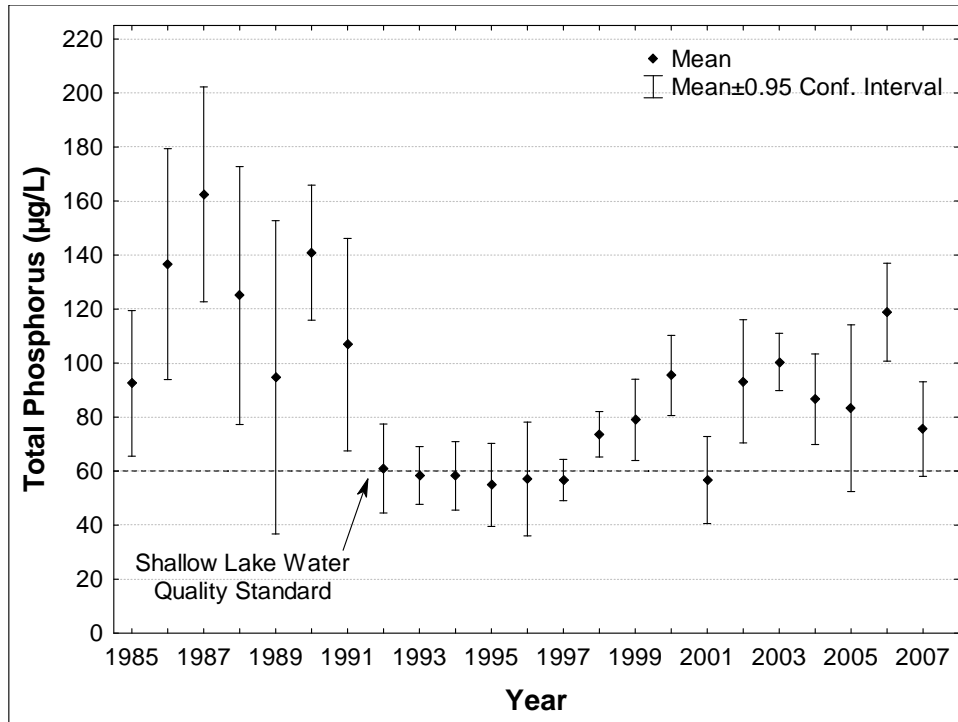 220
200
180
160
140
120
100
80
60
40
20
0
Total Phosphorus (µg/L)
Mean
Mean±0.95 Conf. Interval
Shallow Lake Water
Quality Standard
1985 1987 1989 1991 1993 1995 1997 1999 2001 2003 2005 2007
Year